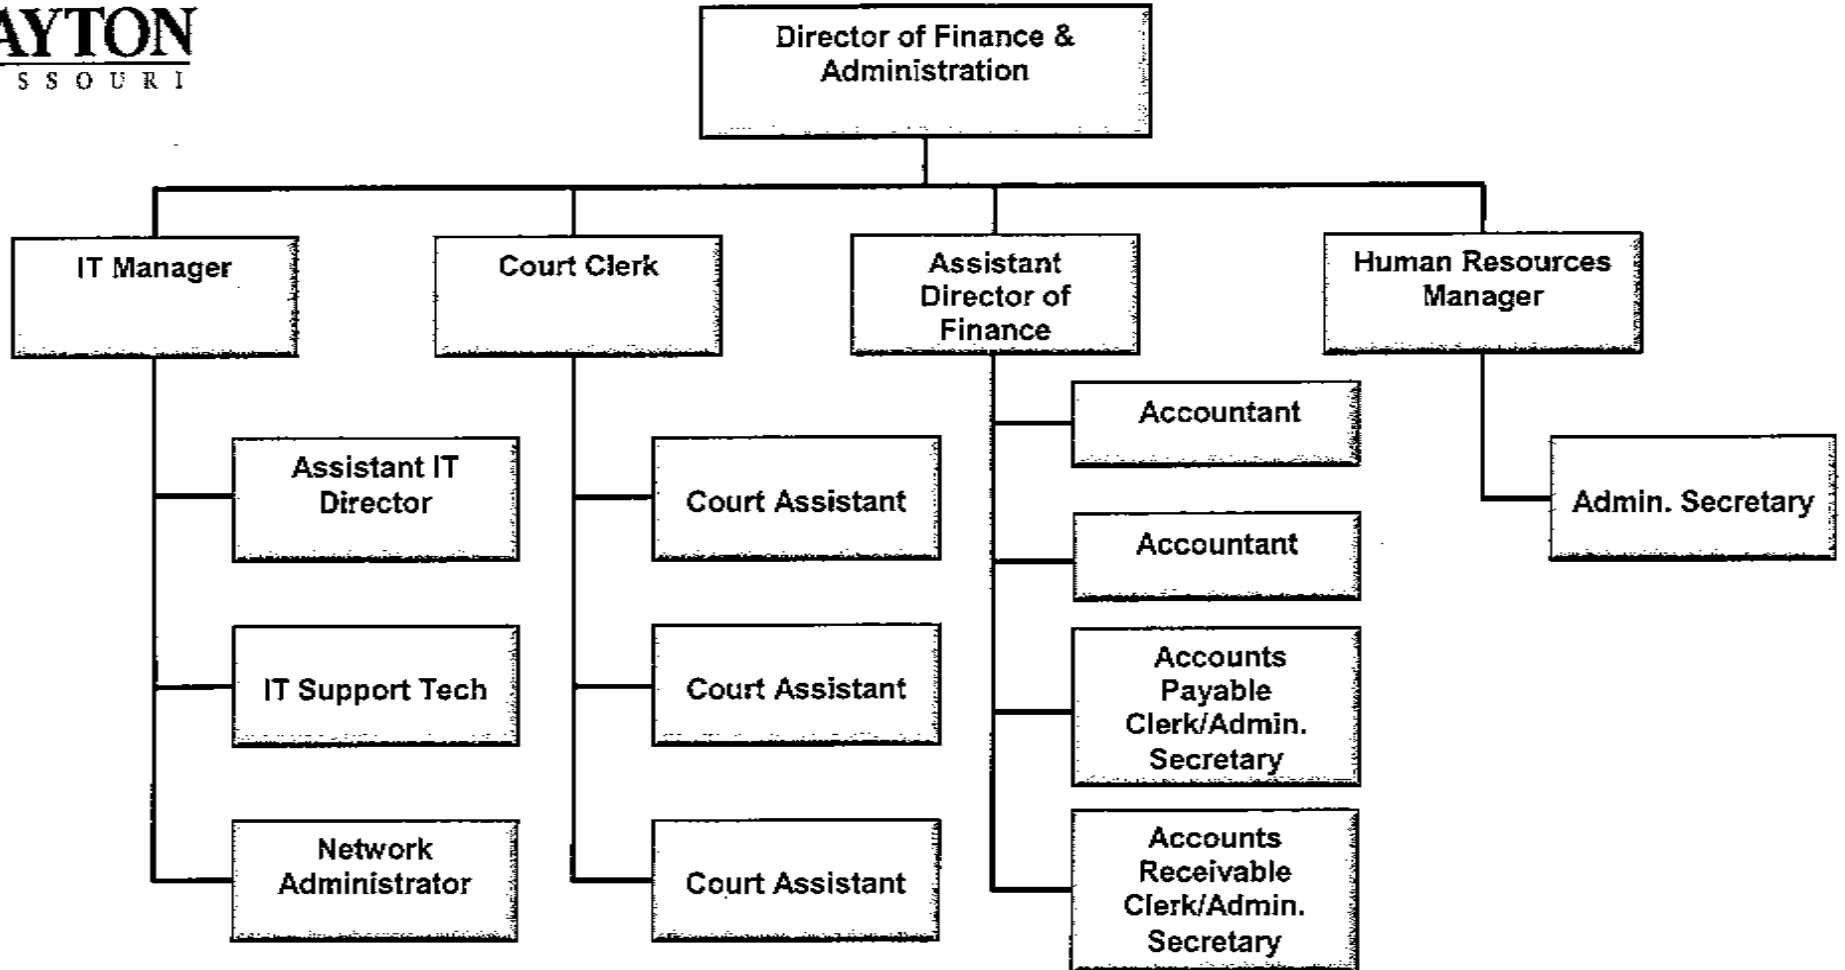 AYTON
SSOURI
Director of Finance &
Administration
IT Manager
Court Clerk
Assistant
Director of
Finance
Human Resources
Manager
Accountant
Assistant IT
Director
Court Assistant
Admin. Secretary
Accountant
IT Support Tech
Court Assistant
Accounts
Payable
Clerk/Admin.
Secretary
Network
Administrator
Court Assistant
Accounts
Receivable
Clerk/Admin.
Secretary